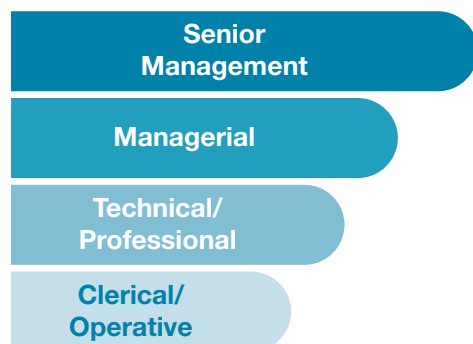 Senior
Management
Managerial
Technical/
Professional
Clerical/
Operative